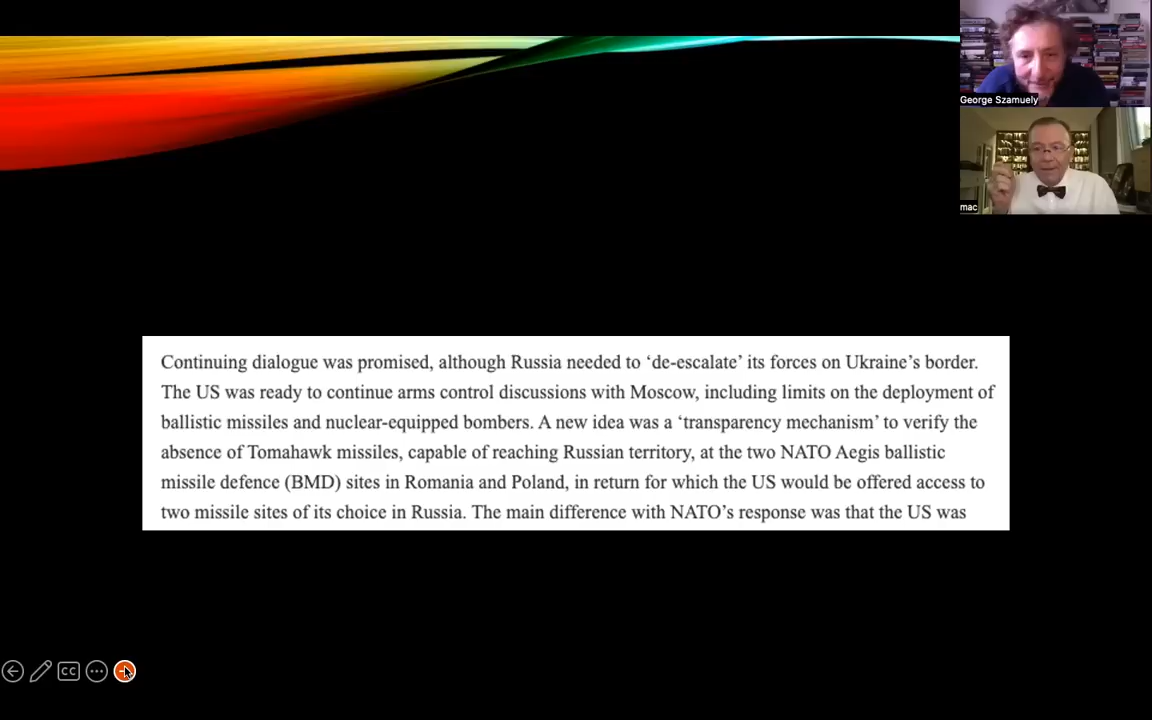 George Szamuely
mac
Continuing dialogue was promised, although Russia needed to ‘de-escalate’ its forces on Ukraine’s border.
The US was ready to continue arms control discussions with Moscow, including limits on the deployment of
ballistic missiles and nuclear-equipped bombers. A new idea was a ‘transparency mechanism’ to verify the
absence of Tomahawk missiles, capable of reaching Russian territory, at the two NATO Aegis ballistic
missile defence (BMD) sites in Romania and Poland, in return for which the US would be offered access to
two missile sites of its choice in Russia. The main difference with NATO’s response was that the US was
CC